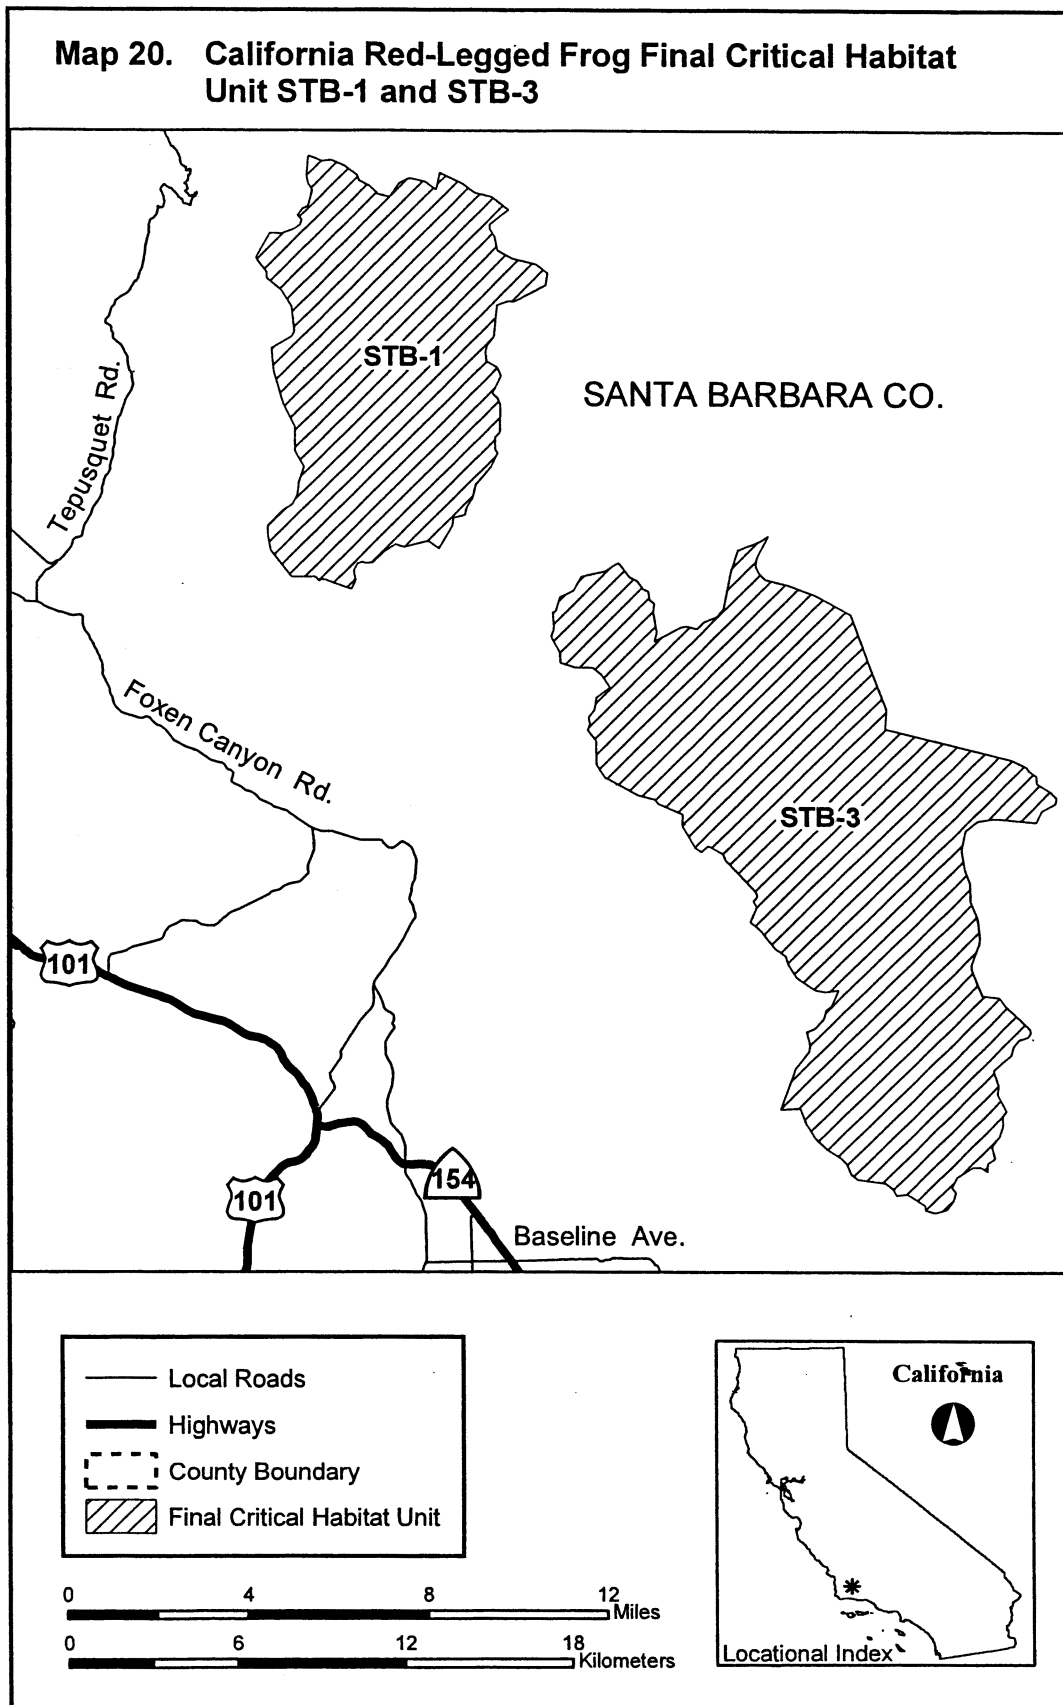 Map 20. California Red-Legged Frog Final Critical Habitat
Unit STB-1 and STB-3
STB-1
SANTA BARBARA CO.
Tepusquet Rd.
Foxen Canyon Rd.
STB-3
101
101
154
Baseline Ave.
Local Roads
Highways
County Boundary
Final Critical Habitat Unit
0 4 8 12
Miles
0 6 12 18
Kilometers
California
Locational Index